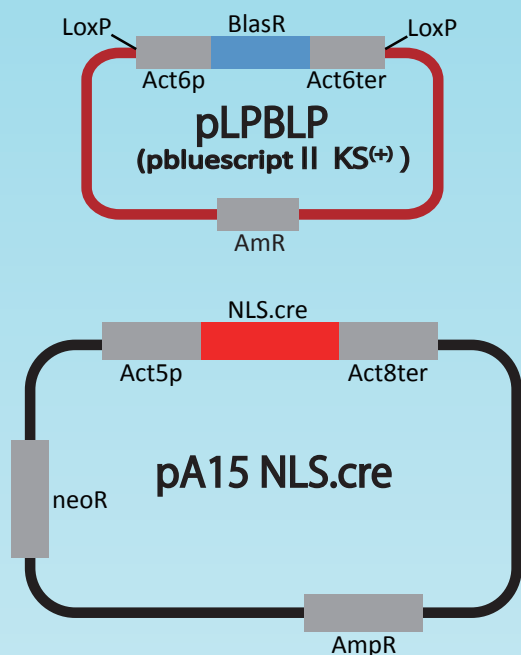 LoxP BlasR LoxP
Act6p Act6ter
pLPBLP
(pbluescript II KS(+) )
AmR
NLS.cre
Act5p Act8ter
pA15 NLS.cre
neoR
AmpR